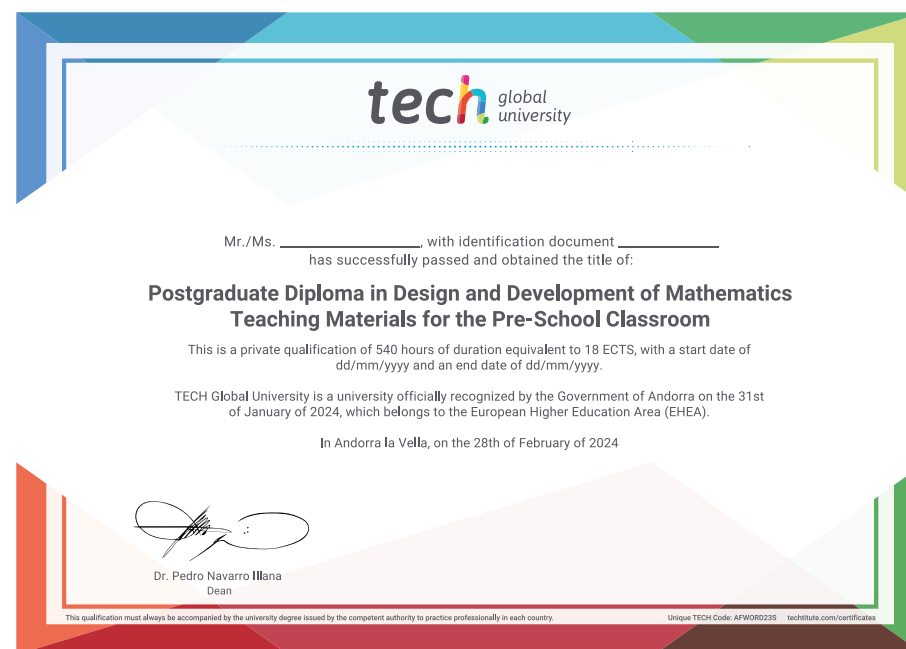 tech global
university
Mr./Ms. ____________________, with identification document ______________
has successfully passed and obtained the title of:
Postgraduate Diploma in Design and Development of Mathematics
Teaching Materials for the Pre-School Classroom
This is a private qualification of 540 hours of duration equivalent to 18 ECTS, with a start date of
dd/mm/yyyy and an end date of dd/mm/yyyy.
TECH Global University is a university officially recognized by the Government of Andorra on the 31st
of January of 2024, which belongs to the European Higher Education Area (EHEA).
In Andorra la Vella, on the 28th of February of 2024
Dr. Pedro Navarro Illana
Dean
This qualification must always be accompanied by the university degree issued by the competent authority to practice professionally in each country.
Unique TECH Code: AFWORD23S techtitute.com/certificates